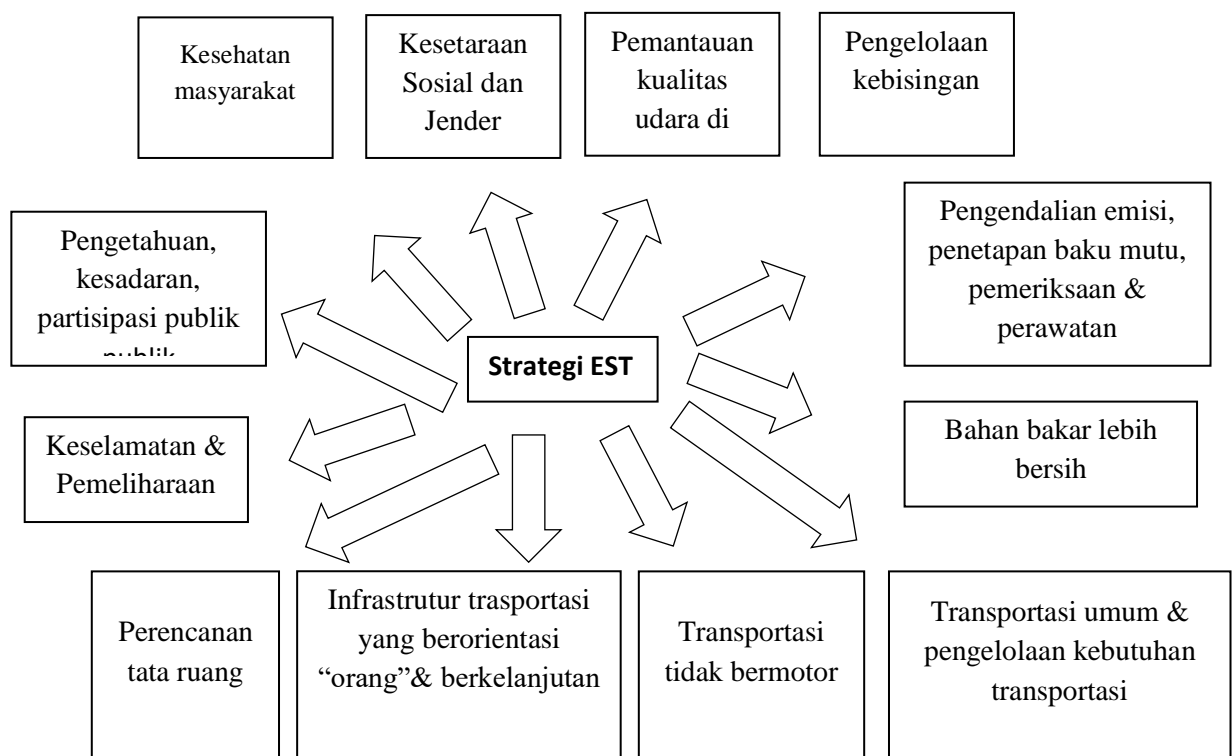 Kesehatan
masyarakat
Kesetaraan
Sosial dan
Jender
Pemantauan
kualitas
udara di
Pengelolaan
kebisingan
Pengetahuan,
kesadaran,
partisipasi publik
Pengendalian emisi,
penetapan baku mutu,
pemeriksaan &
perawatan
Strategi EST
Keselamatan &
Pemeliharaan
Bahan bakar lebih
bersih
Perencanan
tata ruang
Infrastrutur trasportasi
yang berorientasi
“orang”& berkelanjutan
Transportasi
tidak bermotor
Transportasi umum &
pengelolaan kebutuhan
transportasi